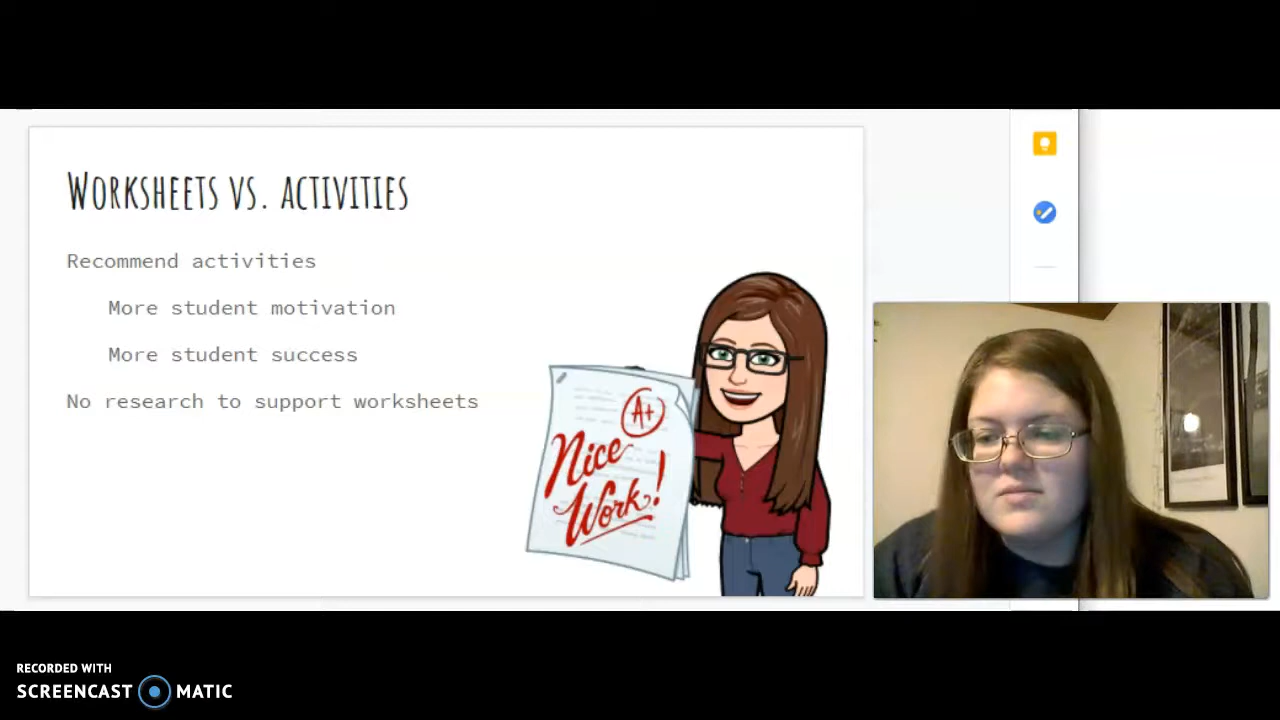 WORKSHEETS VS. ACTIVITIES
Recommend activities
More student motivation
More student success
No research to support worksheets
A+
Nice
Work!
RECORDED WITH
SCREENCAST MATIC